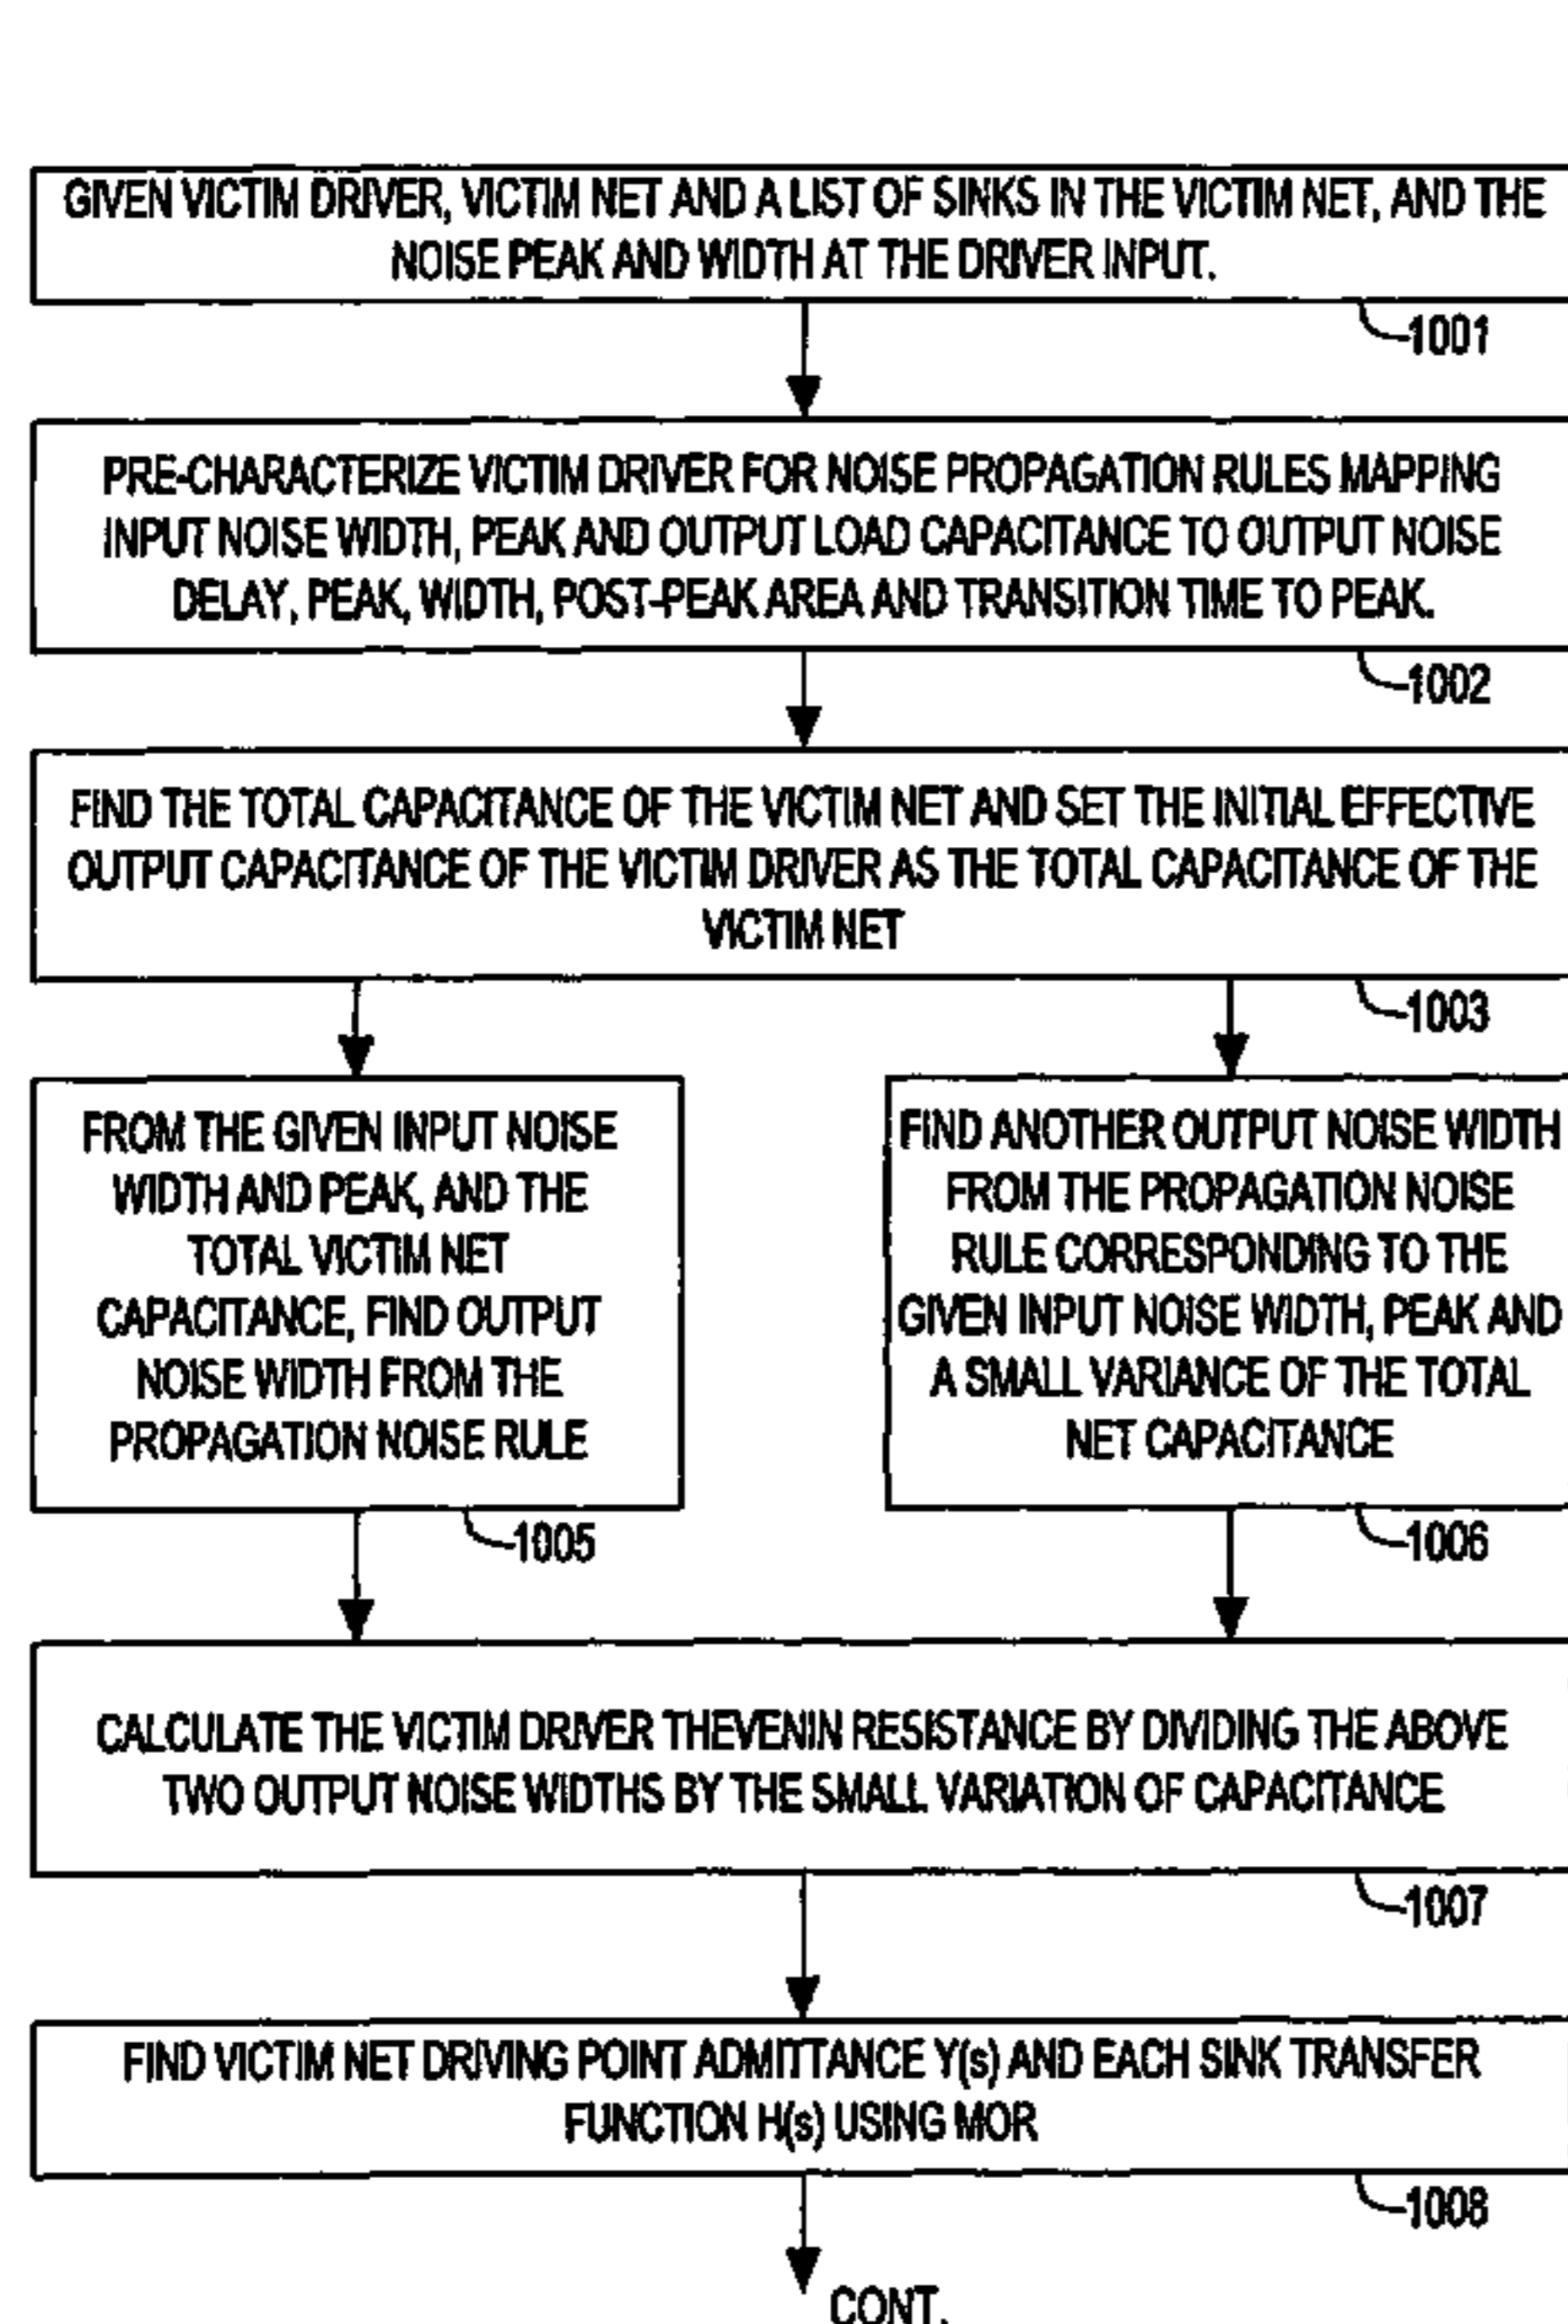 GIVEN VICTIM DRIVER, VICTIM NET AND A LIST OF SINKS IN THE VICTIM NET, AND THE
NOISE PEAK AND WIDTH AT THE DRIVER INPUT.
1001
PRE-CHARACTERIZE VICTIM DRIVER FOR NOISE PROPAGATION RULES MAPPING
INPUT NOISE WIDTH, PEAK AND OUTPUT LOAD CAPACITANCE TO OUTPUT NOISE
DELAY, PEAK, WIDTH, POST-PEAK AREA AND TRANSITION TIME TO PEAK.
1002
FIND THE TOTAL CAPACITANCE OF THE VICTIM NET AND SET THE INITIAL EFFECTIVE
OUTPUT CAPACITANCE OF THE VICTIM DRIVER AS THE TOTAL CAPACITANCE OF THE
VICTIM NET
1003
FROM THE GIVEN INPUT NOISE
WIDTH AND PEAK, AND THE
TOTAL VICTIM NET
CAPACITANCE, FIND OUTPUT
NOISE WIDTH FROM THE
PROPAGATION NOISE RULE
1005
FIND ANOTHER OUTPUT NOISE WIDTH
FROM THE PROPAGATION NOISE
RULE CORRESPONDING TO THE
GIVEN INPUT NOISE WIDTH, PEAK AND
A SMALL VARIANCE OF THE TOTAL
NET CAPACITANCE
1006
CALCULATE THE VICTIM DRIVER THEVENIN RESISTANCE BY DIVIDING THE ABOVE
TWO OUTPUT NOISE WIDTHS BY THE SMALL VARIATION OF CAPACITANCE
1007
FIND VICTIM NET DRIVING POINT ADMITTANCE Y(s) AND EACH SINK TRANSFER
FUNCTION H(s) USING MOR
1008
CONT.